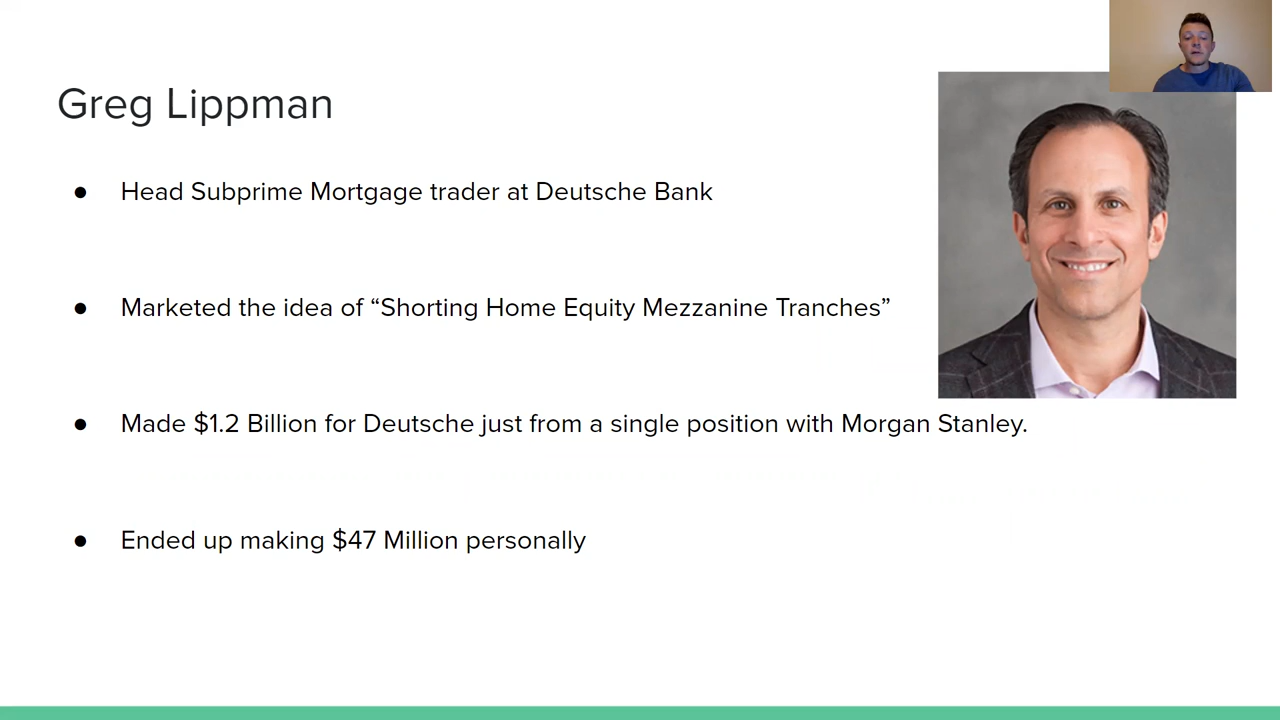 Greg Lippman
● Head Subprime Mortgage trader at Deutsche Bank
● Marketed the idea of “Shorting Home Equity Mezzanine Tranches”
● Made $1.2 Billion for Deutsche just from a single position with Morgan Stanley.
● Ended up making $47 Million personally